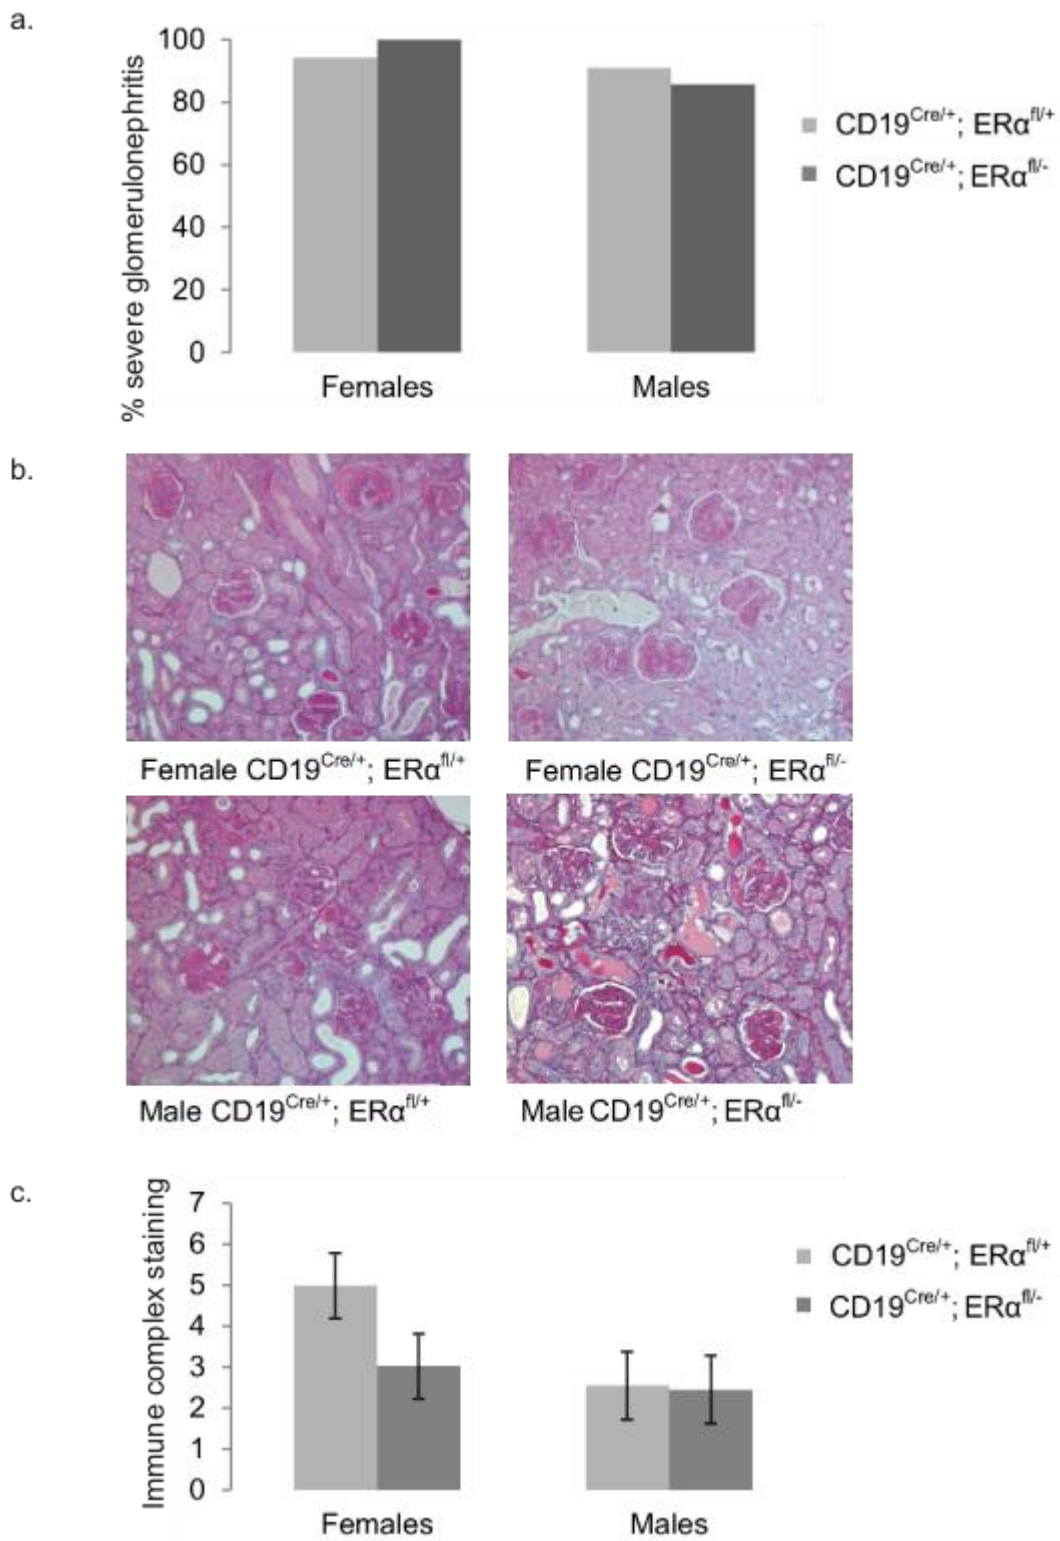 a.
% severe glomerulonephritis
100
80
60
40
20
0
Females Males
CD19Cre/+; ERαfl/+
CD19Cre/+; ERαfl/-
b.
Female CD19Cre/+; ERαfl/+
Female CD19Cre/+; ERαfl/-
Male CD19Cre/+; ERαfl/+
Male CD19Cre/+; ERαfl/-
c.
Immune complex staining
7
6
5
4
3
2
1
0
Females Males
CD19Cre/+; ERαfl/+
CD19Cre/+; ERαfl/-